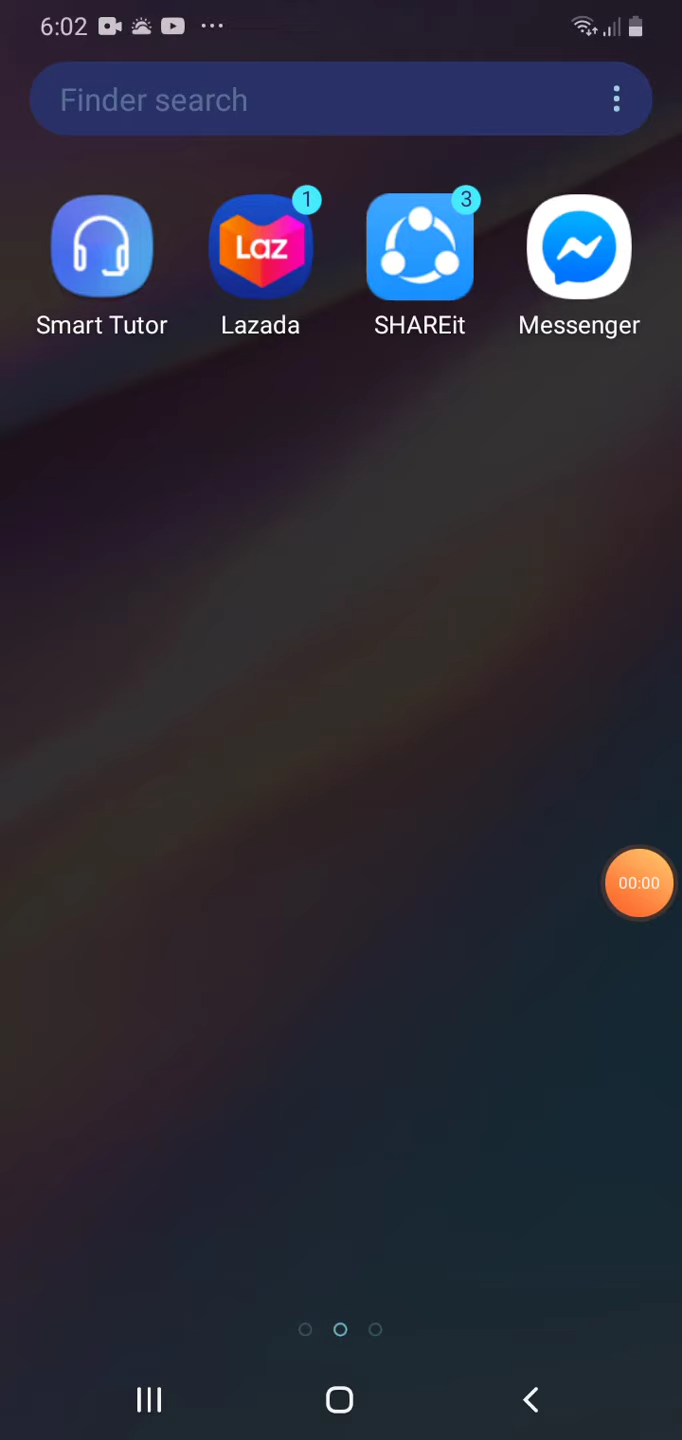 6:02
Finder search
1
3
Laz
Smart Tutor
Lazada
SHAREit
Messenger
00:00